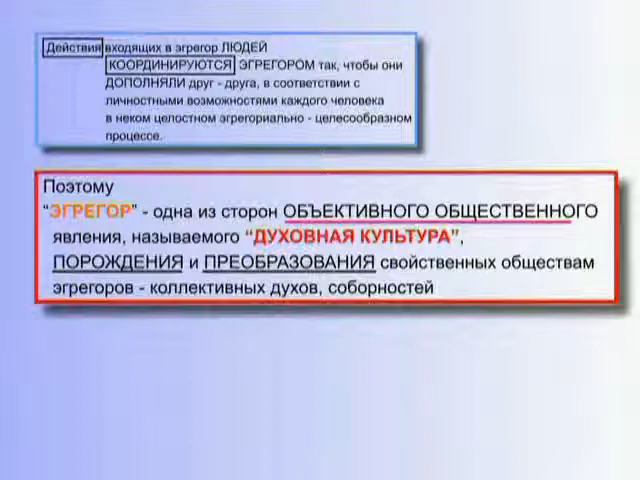 Действия входящих в эгрегор ЛЮДЕЙ
КООРДИНИРУЮТСЯ ЭГРЕГОРОМ так, чтобы они
ДОПОЛНЯЛИ друг - друга, в соответствии с
личностными возможностями каждого человека
в неком целостном эгрегориально - целесообразном
процессе.
Поэтому
“ЭГРЕГОР” - одна из сторон ОБЪЕКТИВНОГО ОБЩЕСТВЕННОГО
явления, называемого “ДУХОВНАЯ КУЛЬТУРА”,
ПОРОЖДЕНИЯ и ПРЕОБРАЗОВАНИЯ свойственных обществам
эгрегоров - коллективных духов, соборностей